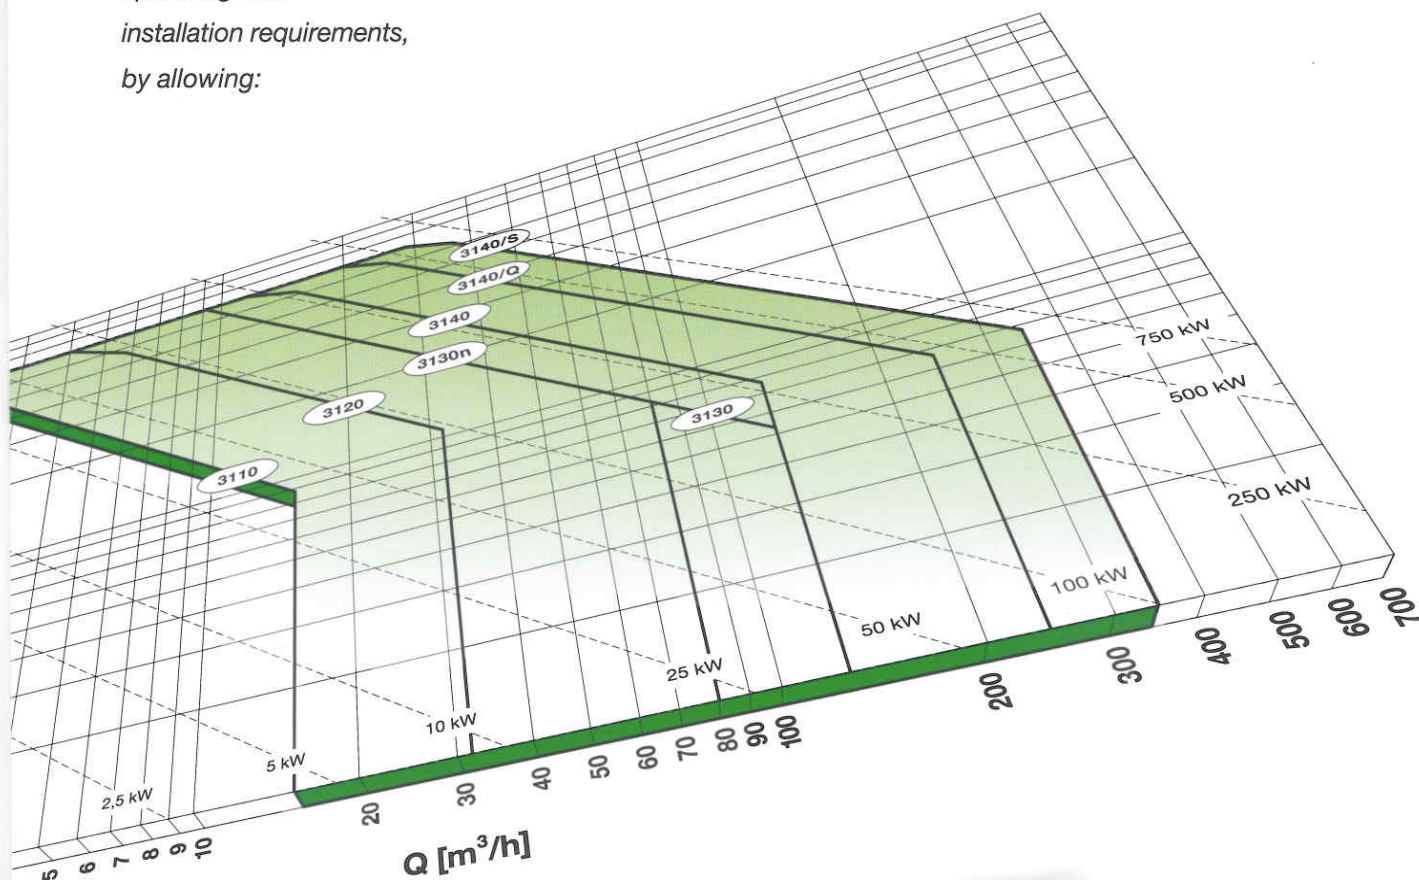 installation requirements,
by allowing:
3140/S
3140/Q
3140
3130n
3120
3130
3110
750 kW
500 kW
250 kW
100 kW
50 kW
25 kW
10 kW
5 kW
2,5 kW
5 6 7 8 9 10 20 30 40 50 60 70 80 90 100 200 300 400 500 600 700
Q [m³/h]